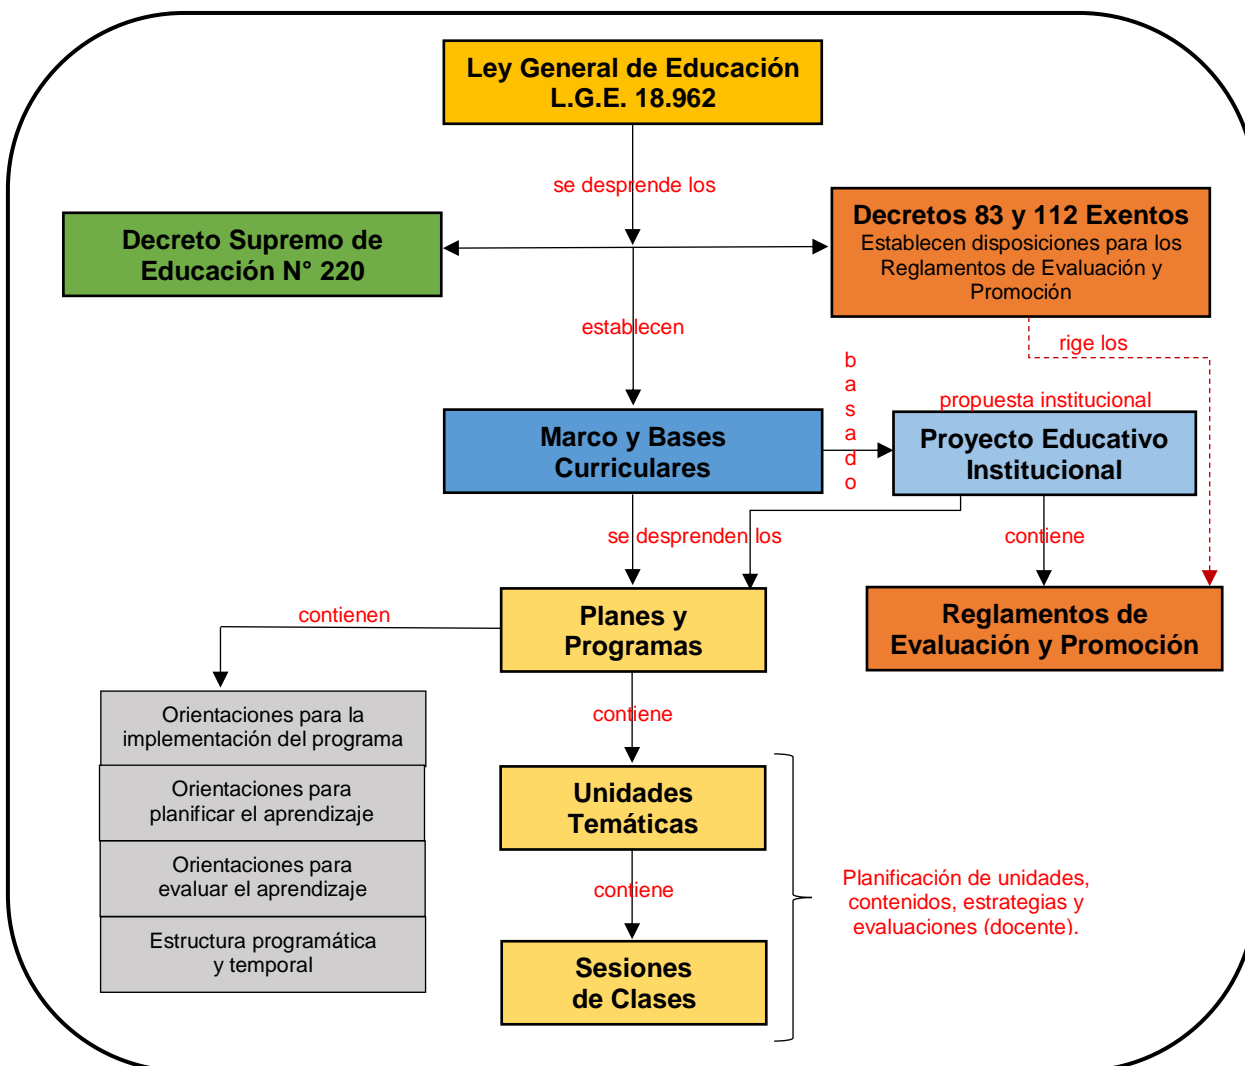 Ley General de Educación
L.G.E. 18.962
se desprende los
Decreto Supremo de
Educación N° 220
Decretos 83 y 112 Exentos
Establecen disposiciones para los
Reglamentos de Evaluación y
Promoción
establecen
rige los
basado
propuesta institucional
Marco y Bases
Curriculares
Proyecto Educativo
Institucional
se desprenden los
contiene
Planes y
Programas
Reglamentos de
Evaluación y Promoción
contienen
Orientaciones para la
implementación del programa
Orientaciones para
planificar el aprendizaje
Orientaciones para
evaluar el aprendizaje
Estructura programática
y temporal
contiene
Unidades
Temáticas
contiene
Sesiones
de Clases
Planificación de unidades,
contenidos, estrategias y
evaluaciones (docente).